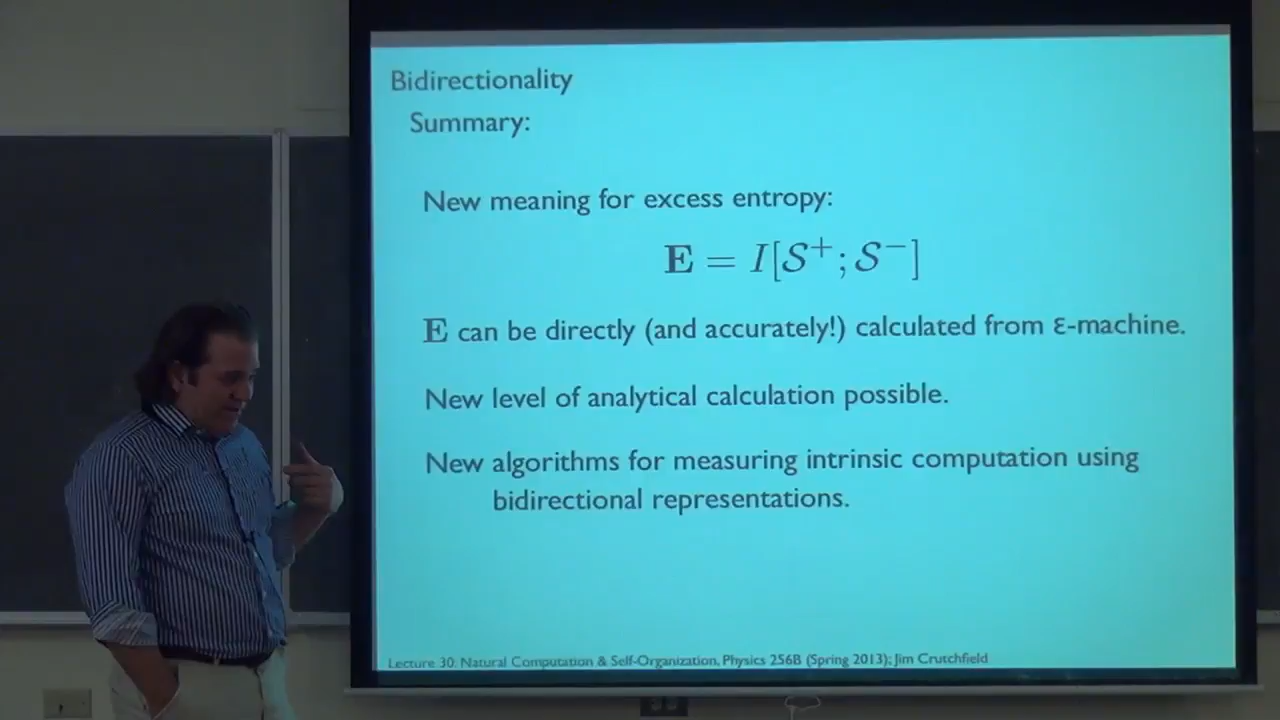 Bidirectionality
Summary:
New meaning for excess entropy:
E = I[S⁺; S⁻]
E can be directly (and accurately!) calculated from ε-machine.
New level of analytical calculation possible.
New algorithms for measuring intrinsic computation using
bidirectional representations.
Lecture 30: Natural Computation & Self-Organization, Physics 256B (Spring 2013); Jim Crutchfield